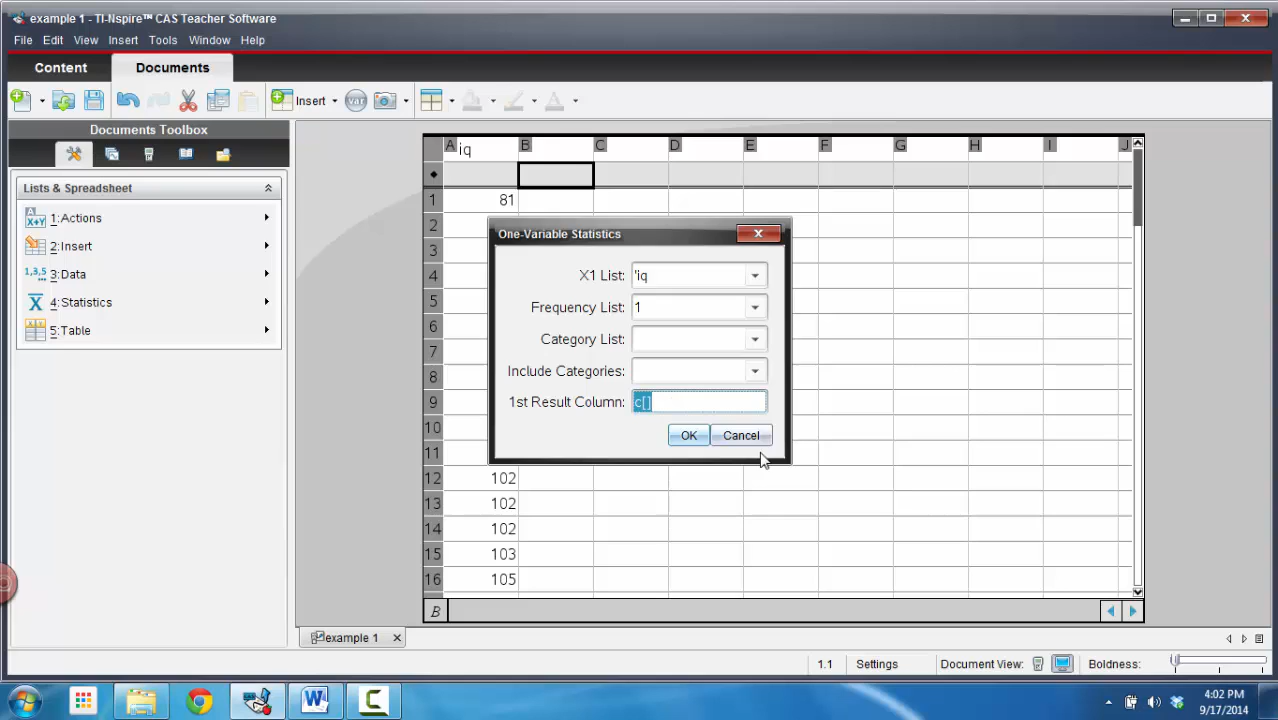 example 1 - TI-Nspire™ CAS Teacher Software
File Edit View Insert Tools Window Help
Content Documents
Insert var
Documents Toolbox
Lists & Spreadsheet
1:Actions
2:Insert
1,3,5.. 3:Data
4:Statistics
5:Table
A iq B C D E F G H I J
1 81
2
3
4
5
6
7
8
9
10
11
12 102
13 102
14 102
15 103
16 105
B
One-Variable Statistics
X1 List: 'iq
Frequency List: 1
Category List:
Include Categories:
1st Result Column: c[]
OK Cancel
example 1
1.1 Settings Document View: Boldness:
4:02 PM
9/17/2014